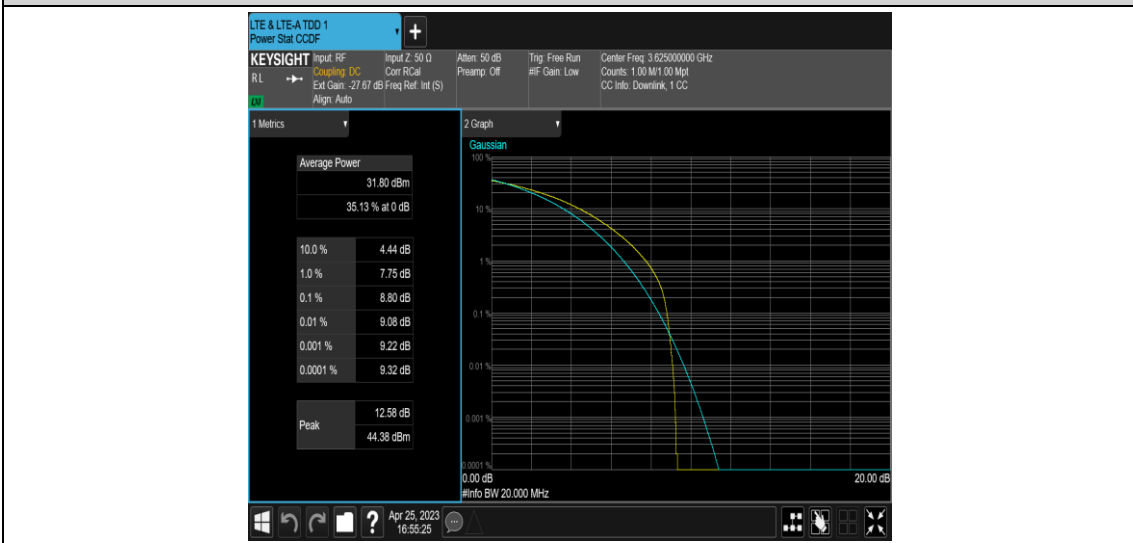 LTE & LTE-A TDD 1
Power Stat CCDF
KEYSIGHT
R L
LXI
Input: RF
Coupling: DC
Ext Gain: -27.67 dB
Align: Auto
Input Z: 50 Ω
Corr RCal
Freq Ref: Int (S)
Atten: 50 dB
Preamp: Off
Trig: Free Run
#IF Gain: Low
Center Freq: 3.625000000 GHz
Counts: 1.00 M/1.00 Mpt
CC Info: Downlink, 1 CC
1 Metrics
Average Power
31.80 dBm
35.13 % at 0 dB
10.0 % 4.44 dB
1.0 % 7.75 dB
0.1 % 8.80 dB
0.01 % 9.08 dB
0.001 % 9.22 dB
0.0001 % 9.32 dB
Peak
12.58 dB
44.38 dBm
2 Graph
Gaussian
100 %
10 %
1 %
0.1 %
0.01 %
0.001 %
0.0001 %
0.00 dB
20.00 dB
#Info BW 20.000 MHz
?
Apr 25, 2023
16:55:25